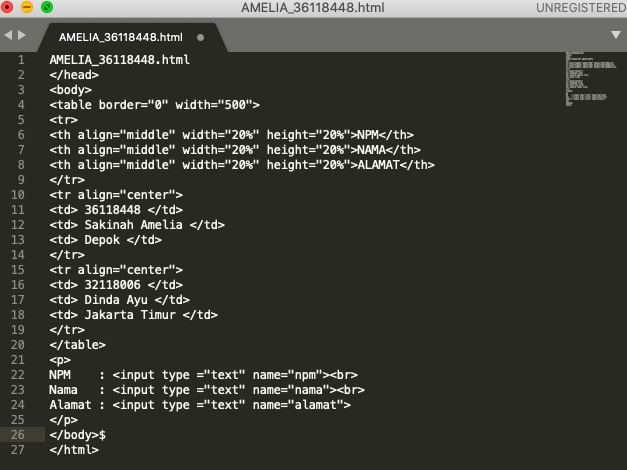 AMELIA_36118448.html
UNREGISTERED
AMELIA_36118448.html
1 AMELIA_36118448.html
2 </head>
3 <body>
4 <table border="0" width="500">
5 <tr>
6 <th align="middle" width="20%" height="20%">NPM</th>
7 <th align="middle" width="20%" height="20%">NAMA</th>
8 <th align="middle" width="20%" height="20%">ALAMAT</th>
9 </tr>
10 <tr align="center">
11 <td> 36118448 </td>
12 <td> Sakinah Amelia </td>
13 <td> Depok </td>
14 </tr>
15 <tr align="center">
16 <td> 32118006 </td>
17 <td> Dinda Ayu </td>
18 <td> Jakarta Timur </td>
19 </tr>
20 </table>
21 <p>
22 NPM    : <input type ="text" name="npm"><br>
23 Nama   : <input type ="text" name="nama"><br>
24 Alamat : <input type ="text" name="alamat">
25 </p>
26 </body>$
27 </html>